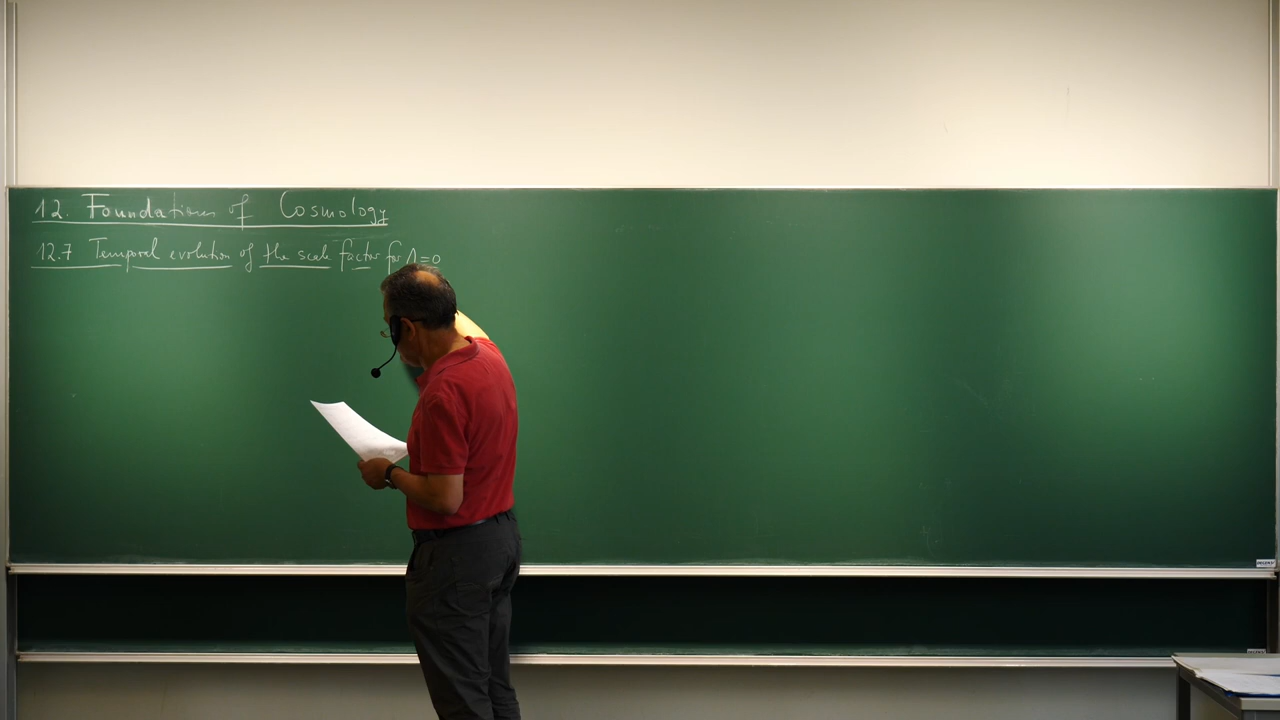 12. Foundations of Cosmology
12.7 Temporal evolution of the scale factor for Λ=0